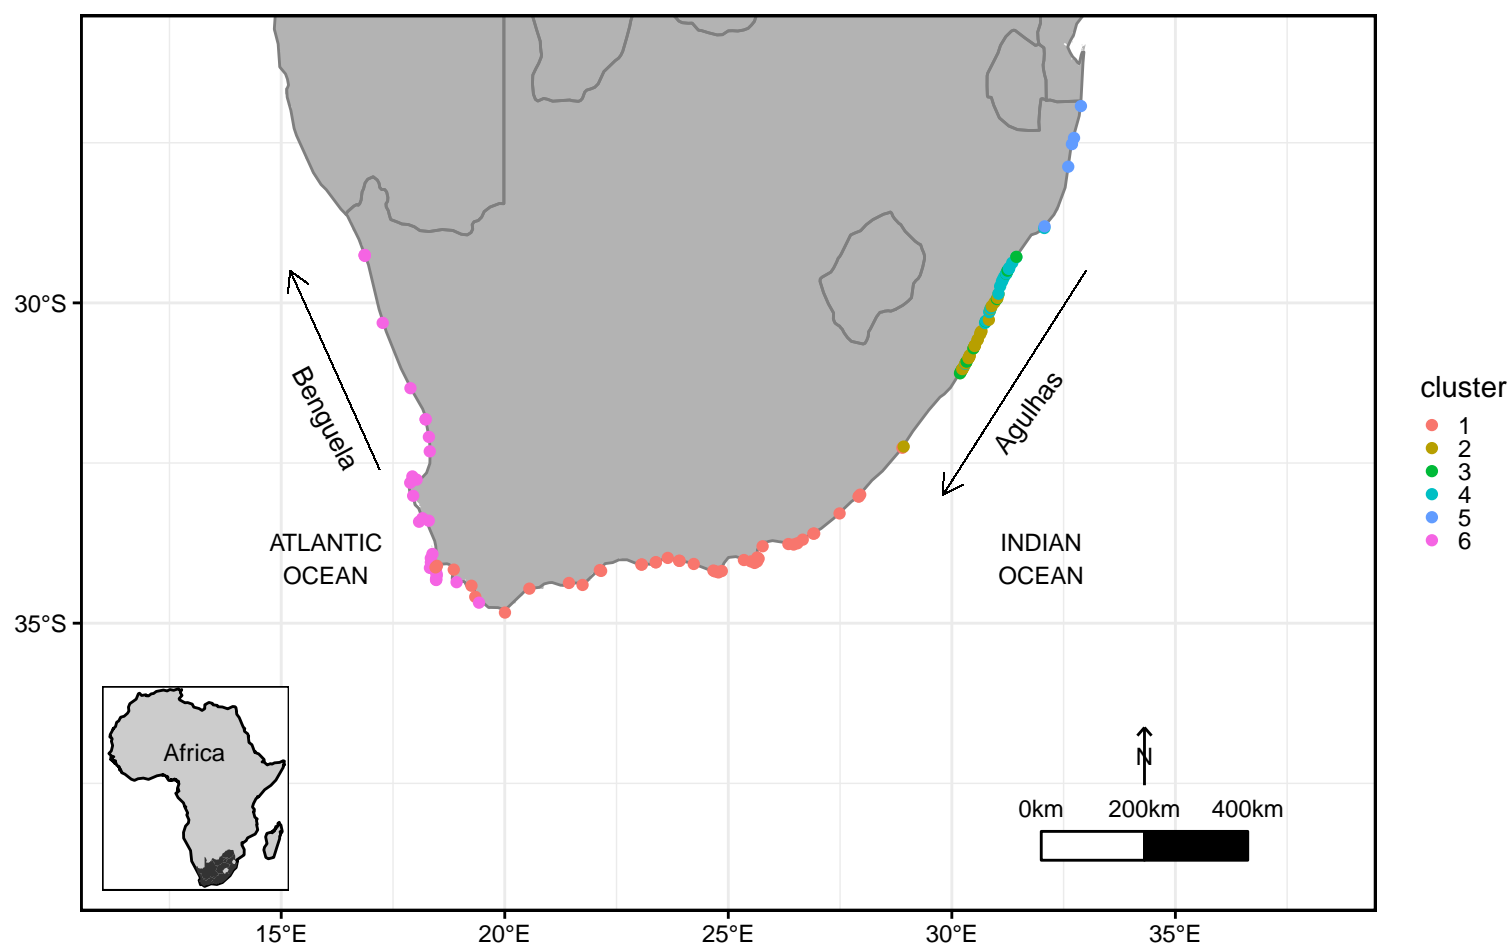 30°S
35°S
Benguela
Agulhas
ATLANTIC
OCEAN
INDIAN
OCEAN
Africa
N
0km 200km 400km
15°E 20°E 25°E 30°E 35°E
cluster
1
2
3
4
5
6